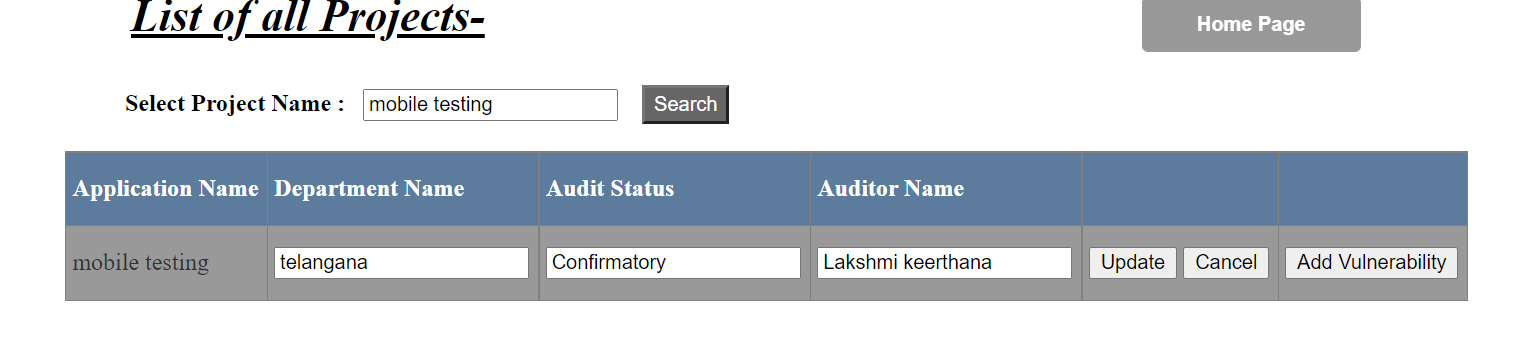 List of all Projects-
Home Page
Select Project Name : mobile testing Search
Application Name Department Name Audit Status Auditor Name
mobile testing telangana Confirmatory Lakshmi keerthana Update Cancel Add Vulnerability